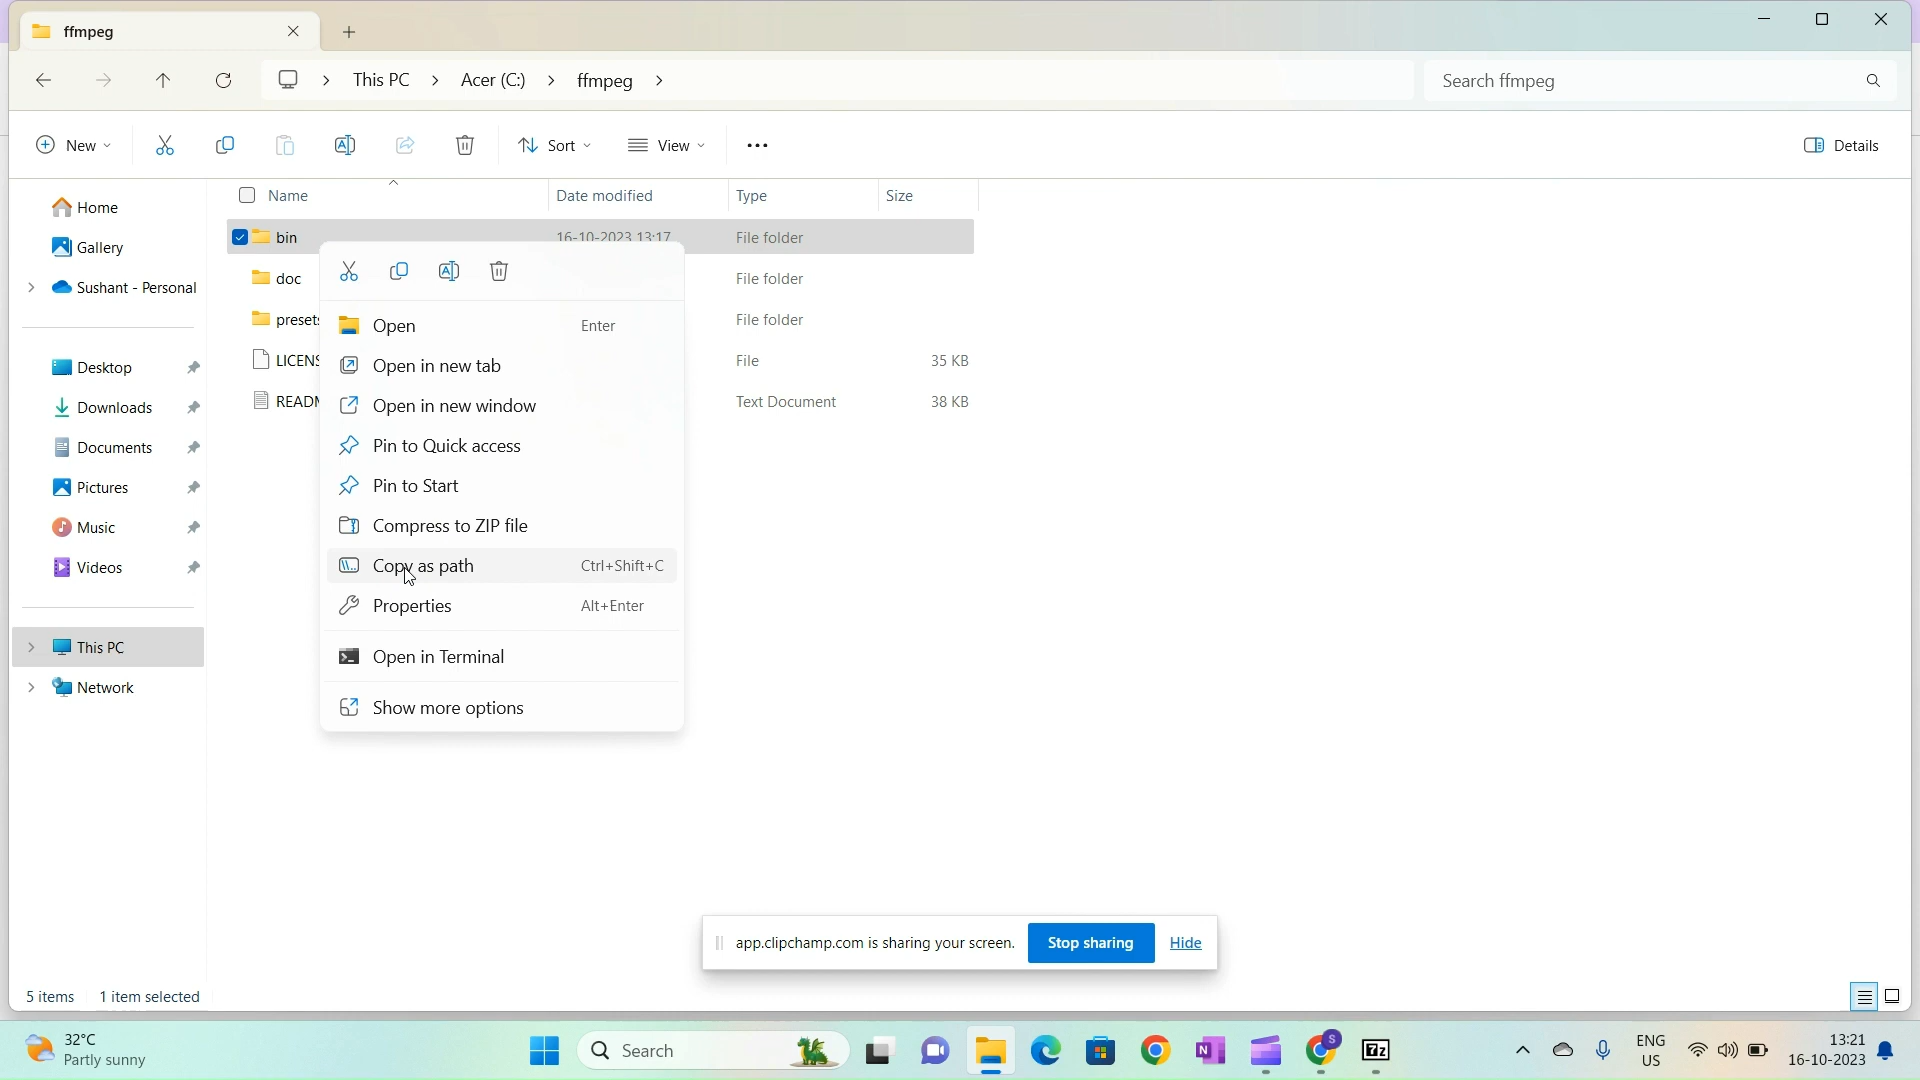 ffmpeg
This PC > Acer (C:) > ffmpeg >
Search ffmpeg
New
Sort
View
Details
Name
Date modified
Type
Size
Home
Gallery
Sushant - Personal
Desktop
Downloads
Documents
Pictures
Music
Videos
This PC
Network
bin 16-10-2023 13:17 File folder
doc File folder
presets File folder
LICENS File 35 KB
READM Text Document 38 KB
Open Enter
Open in new tab
Open in new window
Pin to Quick access
Pin to Start
Compress to ZIP file
Copy as path Ctrl+Shift+C
Properties Alt+Enter
Open in Terminal
Show more options
app.clipchamp.com is sharing your screen. Stop sharing Hide
5 items 1 item selected
32°C
Partly sunny
Search
S
N
7z
ENG
US
13:21
16-10-2023